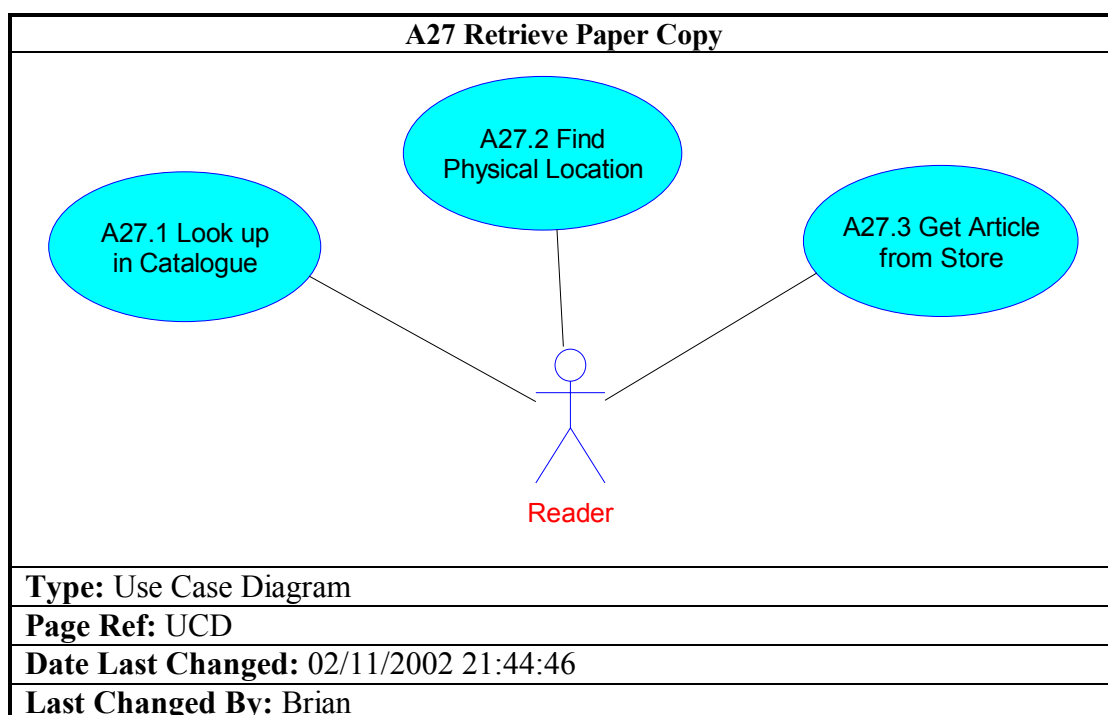 A27 Retrieve Paper Copy
A27.2 Find
Physical Location
A27.1 Look up
in Catalogue
A27.3 Get Article
from Store
Reader
Type: Use Case Diagram
Page Ref: UCD
Date Last Changed: 02/11/2002 21:44:46
Last Changed By: Brian